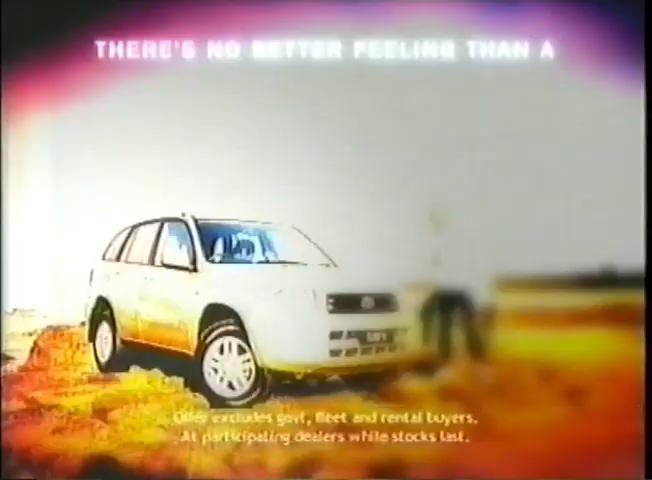 THERE'S NO BETTER FEELING THAN A
Offer excludes govt, fleet and rental buyers.
At participating dealers while stocks last.